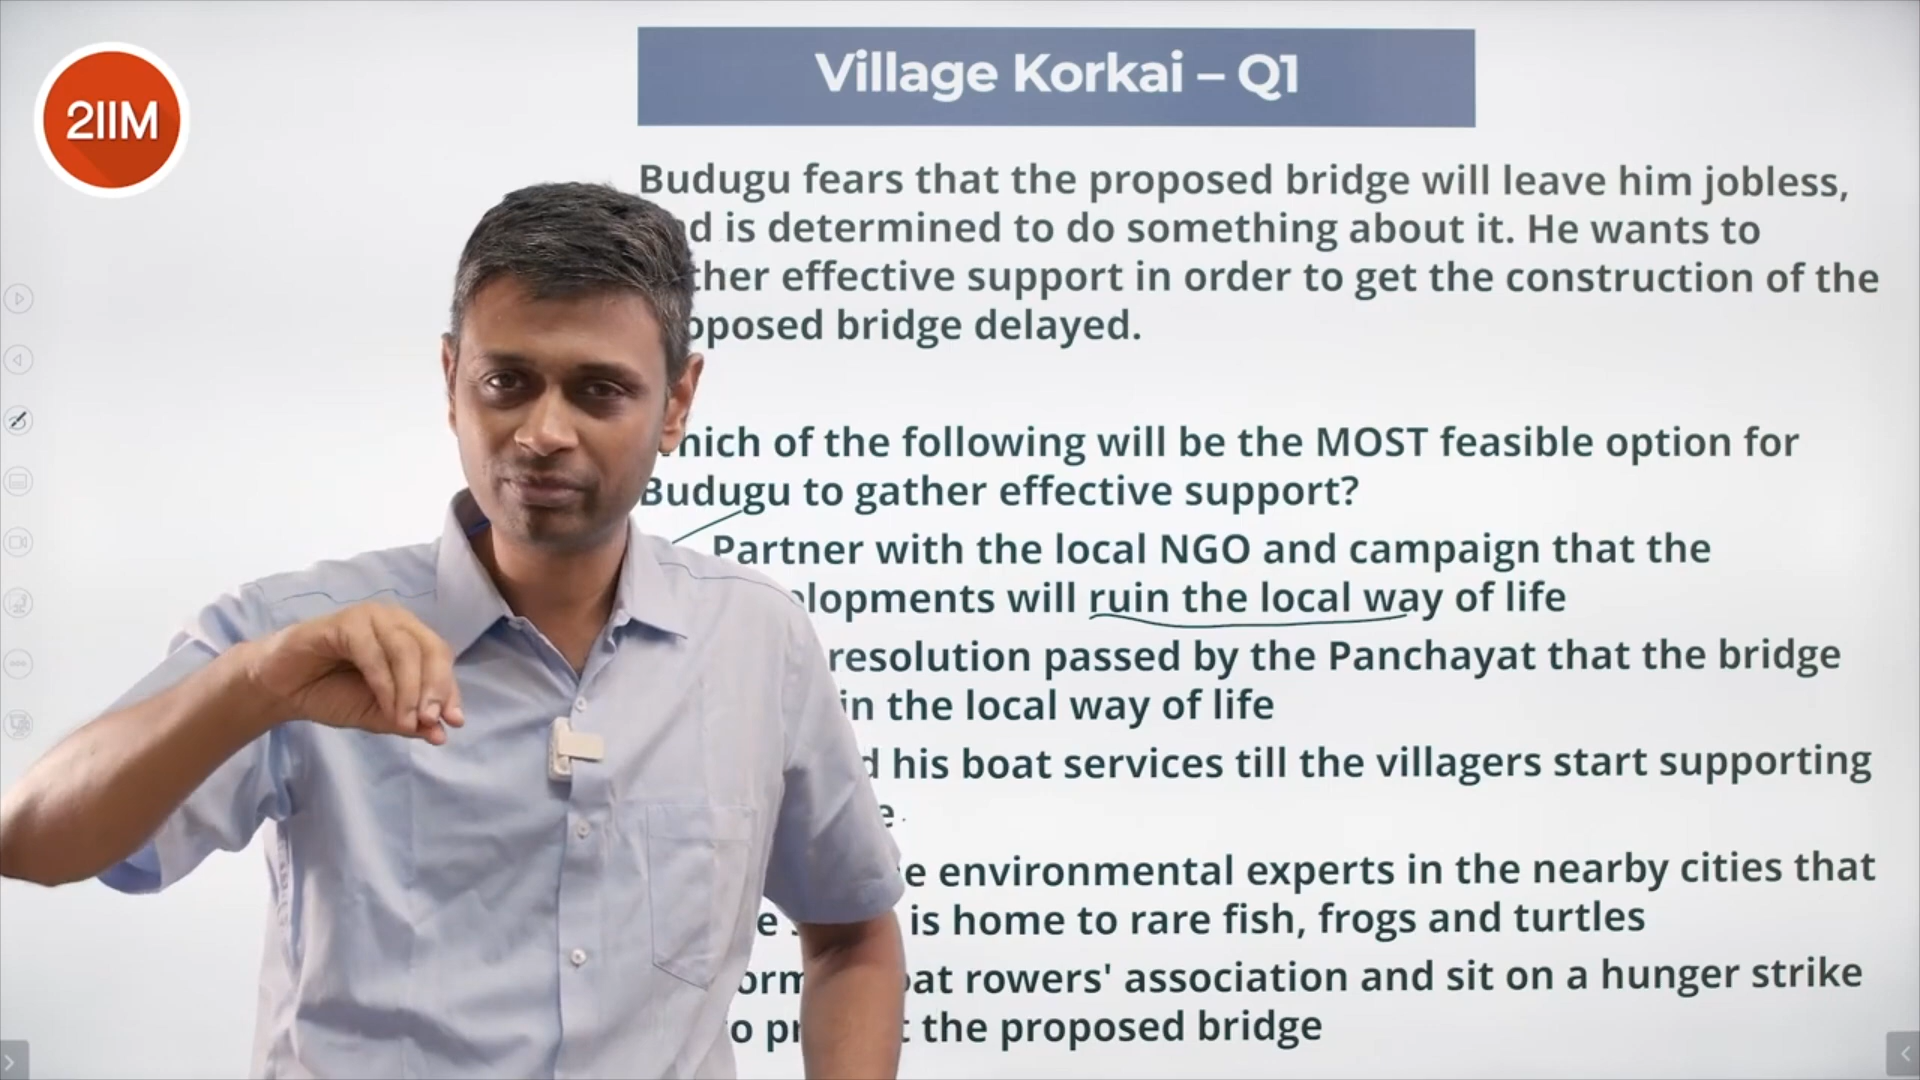 2IIM
Village Korkai – Q1
Budugu fears that the proposed bridge will leave him jobless,
is determined to do something about it. He wants to
effective support in order to get the construction of the
bridge delayed.
of the following will be the MOST feasible option for
Budugu to gather effective support?
Partner with the local NGO and campaign that the
will ruin the local way of life
resolution passed by the Panchayat that the bridge
in the local way of life
his boat services till the villagers start supporting
environmental experts in the nearby cities that
is home to rare fish, frogs and turtles
rowers' association and sit on a hunger strike
the proposed bridge